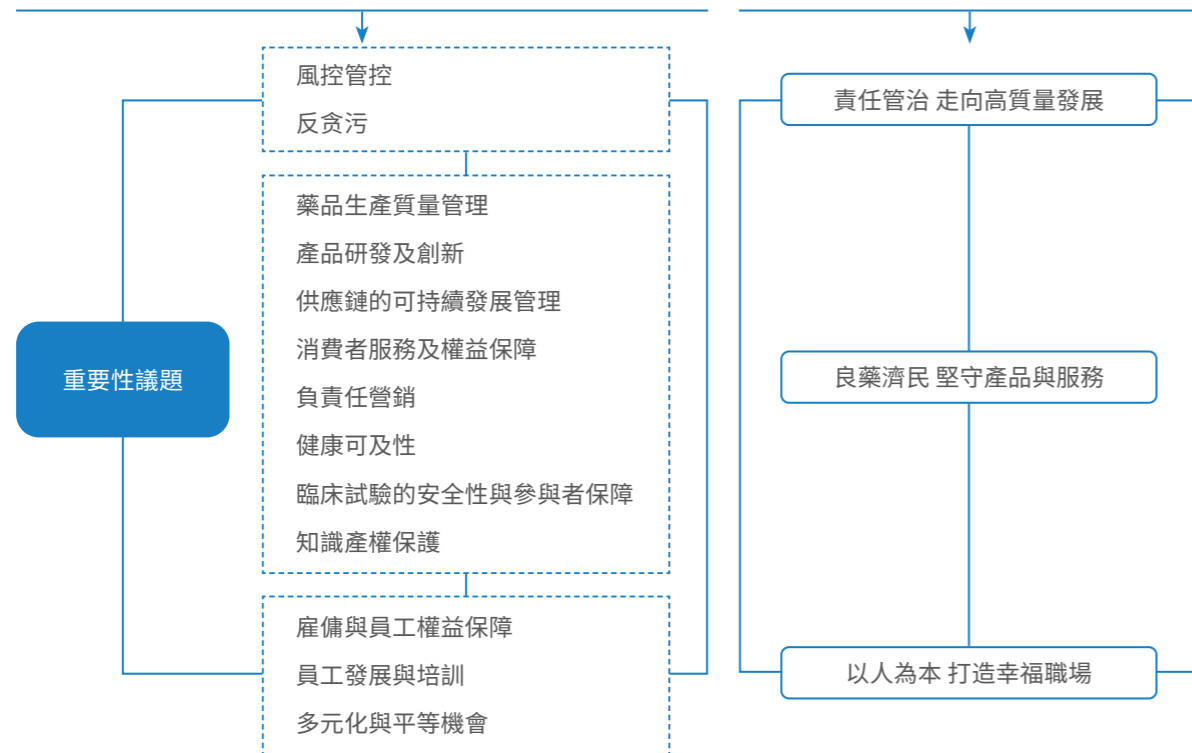 風控管控
反贪污
藥品生產質量管理
產品研發及創新
供應鏈的可持續發展管理
消費者服務及權益保障
負責任營銷
健康可及性
臨床試驗的安全性與參與者保障
知識產權保護
雇傭與員工權益保障
員工發展與培訓
多元化與平等機會
重要性議題
責任管治 走向高質量發展
良藥濟民 堅守產品與服務
以人為本 打造幸福職場